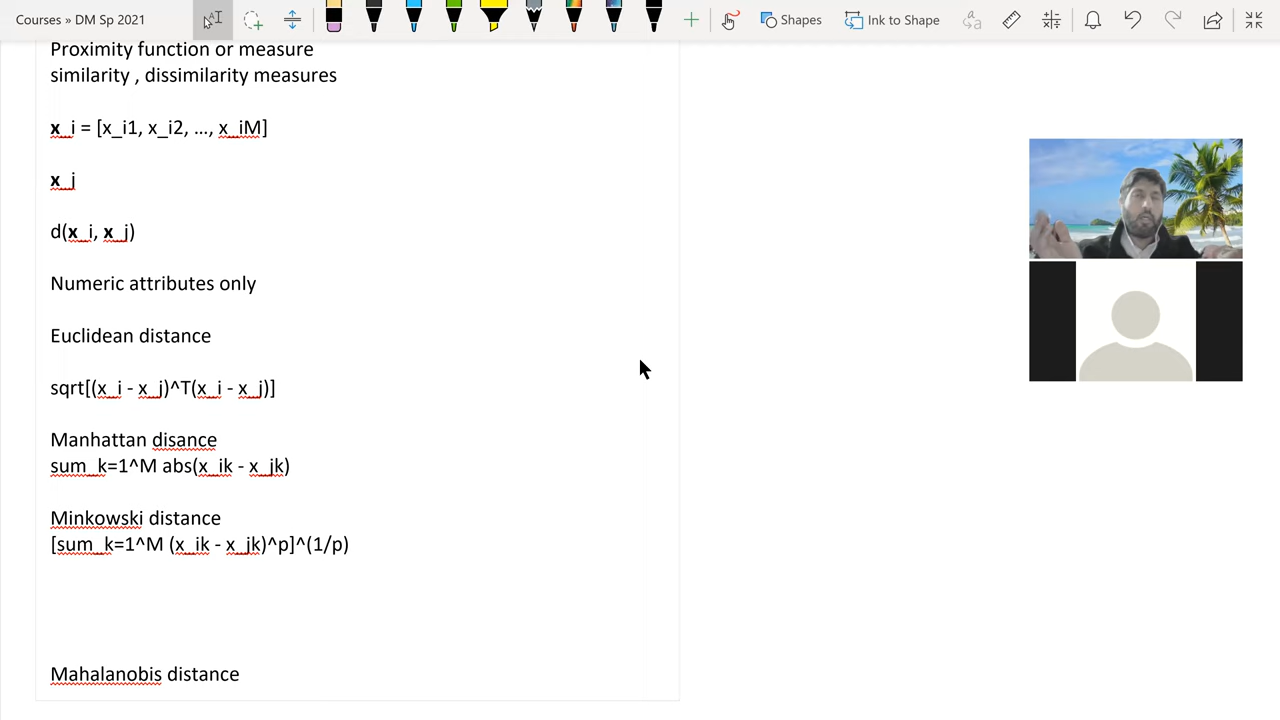 Courses » DM Sp 2021
Shapes
Ink to Shape
Proximity function or measure
similarity , dissimilarity measures
x_i = [x_i1, x_i2, ..., x_iM]
x_j
d(x_i, x_j)
Numeric attributes only
Euclidean distance
sqrt[(x_i - x_j)^T(x_i - x_j)]
Manhattan disance
sum_k=1^M abs(x_ik - x_jk)
Minkowski distance
[sum_k=1^M (x_ik - x_jk)^p]^(1/p)
Mahalanobis distance